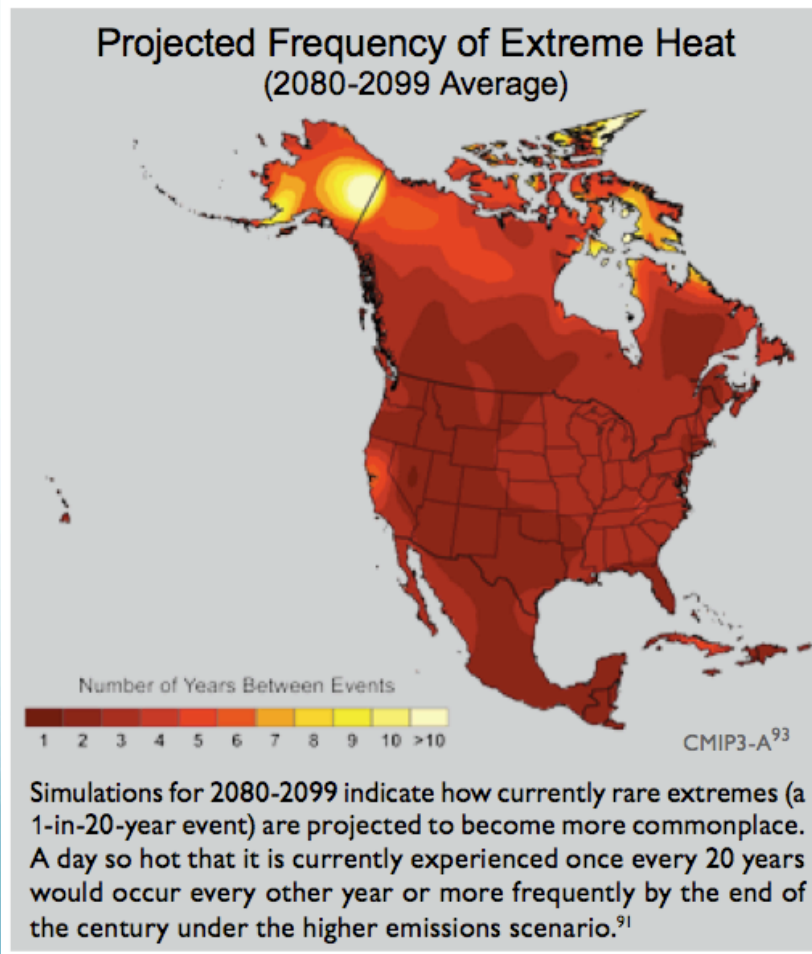 Projected Frequency of Extreme Heat
(2080-2099 Average)
Number of Years Between Events
1 2 3 4 5 6 7 8 9 10 >10
CMIP3-A93
Simulations for 2080-2099 indicate how currently rare extremes (a
1-in-20-year event) are projected to become more commonplace.
A day so hot that it is currently experienced once every 20 years
would occur every other year or more frequently by the end of
the century under the higher emissions scenario.91